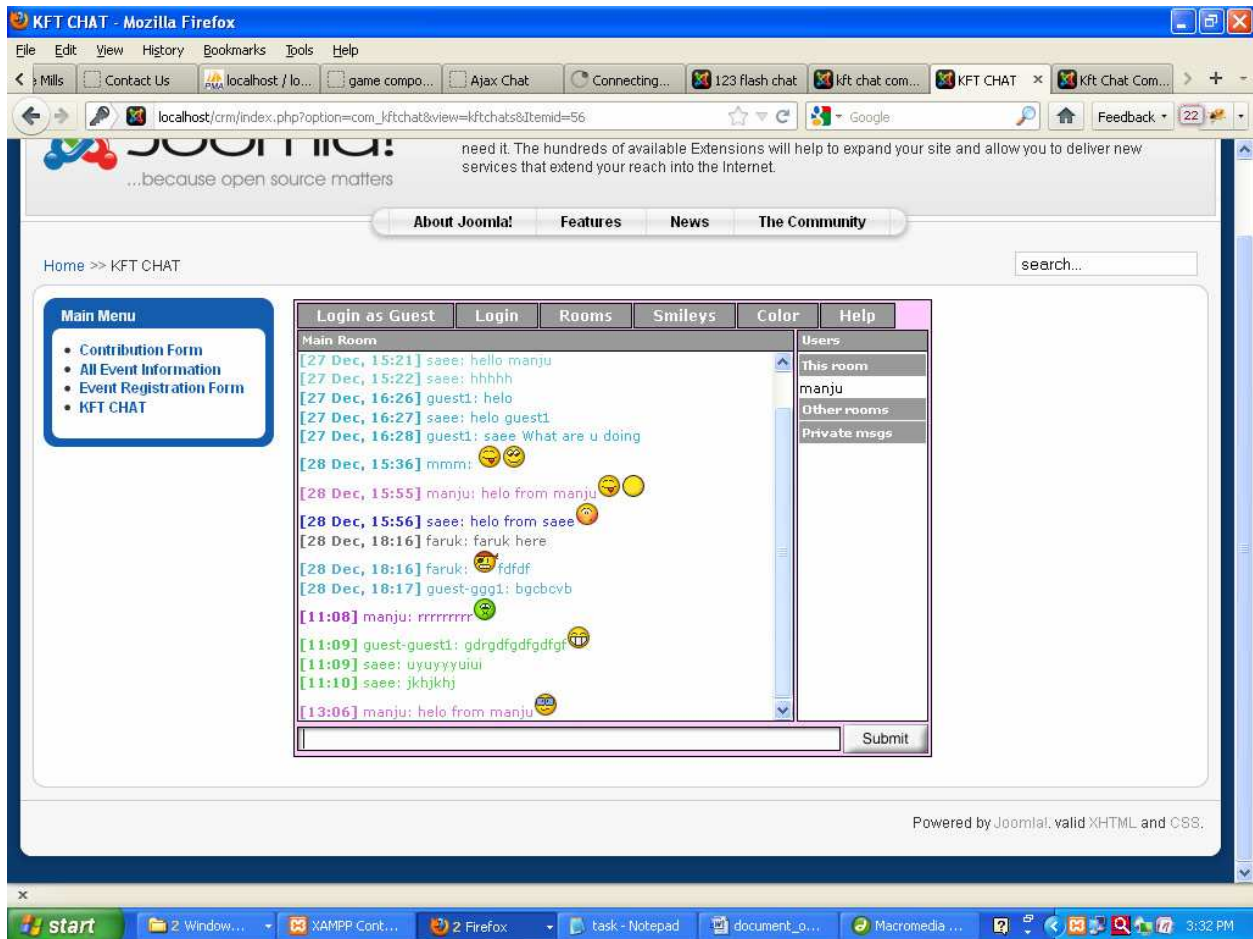 KFT CHAT - Mozilla Firefox
File Edit View History Bookmarks Tools Help
e Mills Contact Us localhost / lo... game compo... Ajax Chat Connecting... 123 flash chat kft chat com... KFT CHAT × Kft Chat Com...
localhost/crm/index.php?option=com_kftchat&view=kftchats&Itemid=56 Google Feedback 22
Joomla!
...because open source matters
need it. The hundreds of available Extensions will help to expand your site and allow you to deliver new
services that extend your reach into the Internet.
About Joomla! Features News The Community
Home >> KFT CHAT
search...
Main Menu
Contribution Form
All Event Information
Event Registration Form
KFT CHAT
Login as Guest Login Rooms Smileys Color Help
Main Room
[27 Dec, 15:21] saee: hello manju
[27 Dec, 15:22] saee: hhhhh
[27 Dec, 16:26] guest1: helo
[27 Dec, 16:27] saee: helo guest1
[27 Dec, 16:28] guest1: saee What are u doing
[28 Dec, 15:36] mmm:
[28 Dec, 15:55] manju: helo from manju
[28 Dec, 15:56] saee: helo from saee
[28 Dec, 18:16] faruk: faruk here
[28 Dec, 18:16] faruk: fdfdf
[28 Dec, 18:17] guest-ggg1: bgcbcvb
[11:08] manju: rrrrrrrrr
[11:09] guest-guest1: gdrgdfgdfgdfgf
[11:09] saee: uyuyyyuiui
[11:10] saee: jkhjkhj
[13:06] manju: helo from manju
Users
This room
manju
Other rooms
Private msgs
Submit
Powered by Joomla!. valid XHTML and CSS.
×
start 2 Window... XAMPP Cont... 2 Firefox task - Notepad document_o... Macromedia ... 3:32 PM